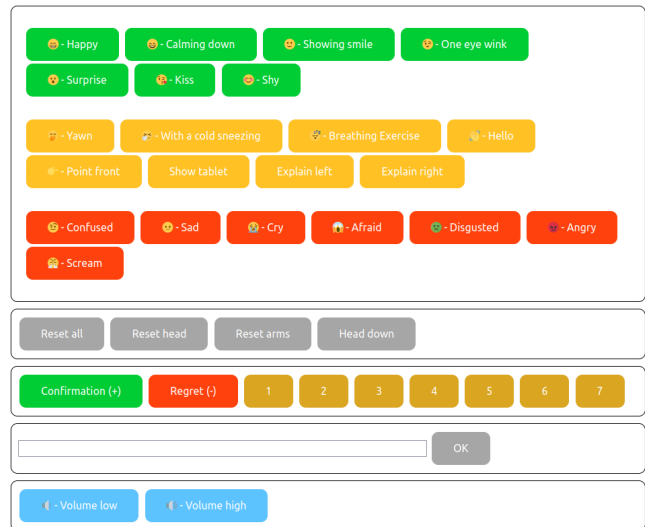 😄 - Happy 😌 - Calming down 🙂 - Showing smile 😉 - One eye wink
😮 - Surprise 😘 - Kiss 😊 - Shy
🥱 - Yawn 🤧 - With a cold sneezing 😴 - Breathing Exercise 👋 - Hello
👉 - Point front Show tablet Explain left Explain right
🤨 - Confused 🙁 - Sad 😭 - Cry 😱 - Afraid 🤢 - Disgusted 😡 - Angry
😤 - Scream
Reset all Reset head Reset arms Head down
Confirmation (+) Regret (-) 1 2 3 4 5 6 7
OK
🔈 - Volume low 🔊 - Volume high